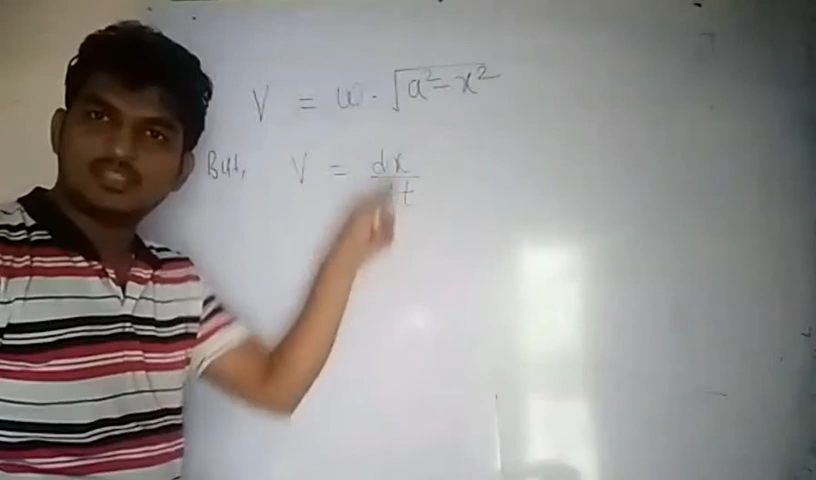 V = ω · √a²-x²
But, V = dx/dt